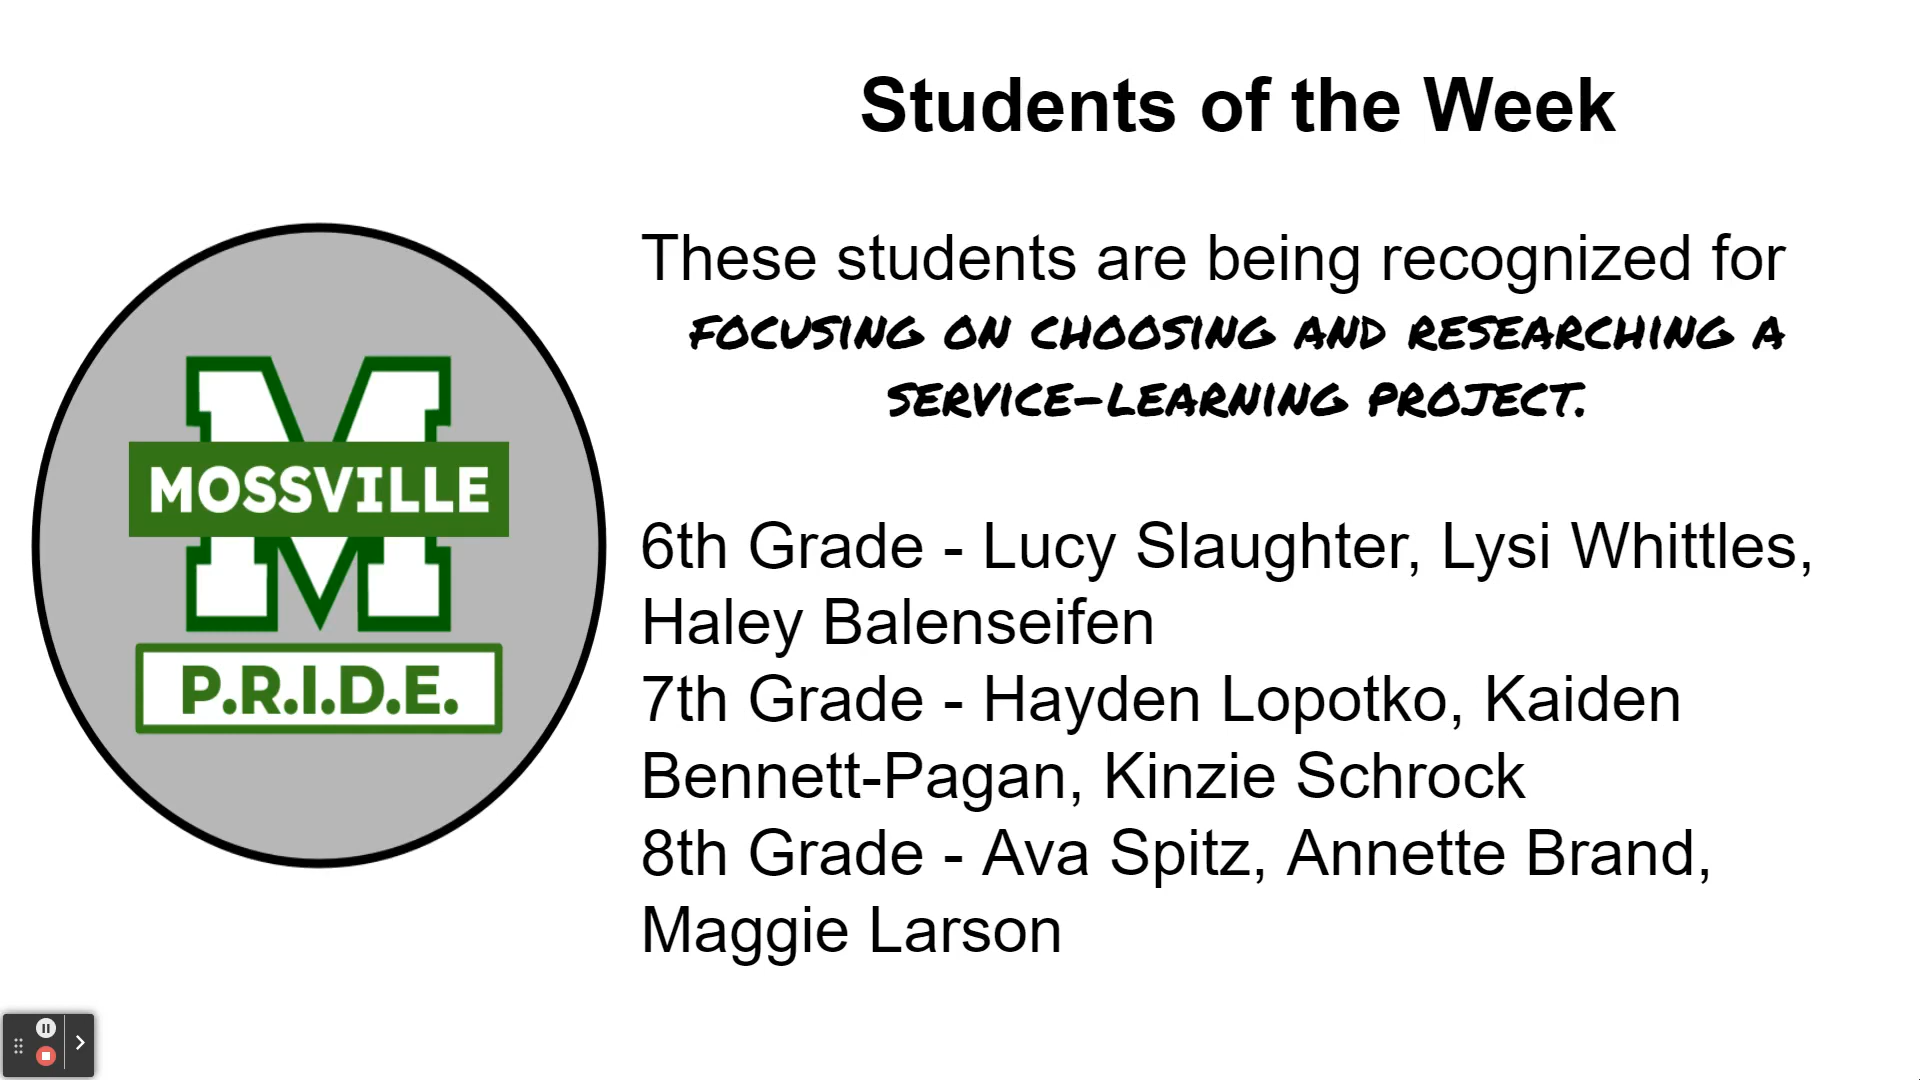 Students of the Week
These students are being recognized for
FOCUSING ON CHOOSING AND RESEARCHING A
SERVICE-LEARNING PROJECT.
MOSSVILLE
P.R.I.D.E.
6th Grade - Lucy Slaughter, Lysi Whittles,
Haley Balenseifen
7th Grade - Hayden Lopotko, Kaiden
Bennett-Pagan, Kinzie Schrock
8th Grade - Ava Spitz, Annette Brand,
Maggie Larson